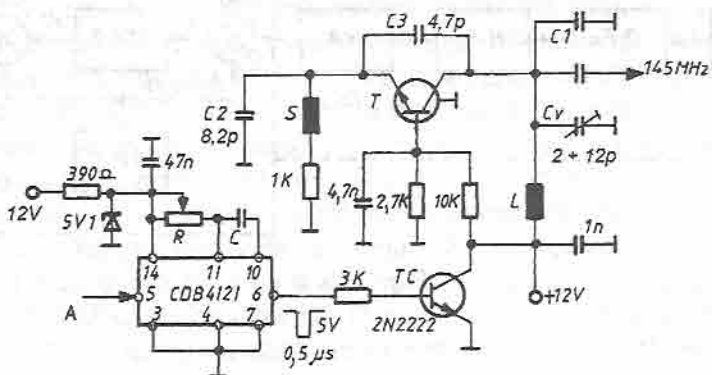 C3 4,7p
C1
145MHz
T
C2
8,2p
S
Cv
2 ÷ 12p
47n
390Ω
1K
4,7n
2,7K
10K
L
12V
5V1
R
C
1n
14
11
10
A
5
CDB4121
6
3K
TC
+12V
3
4
7
5V
2N2222
0,5µs